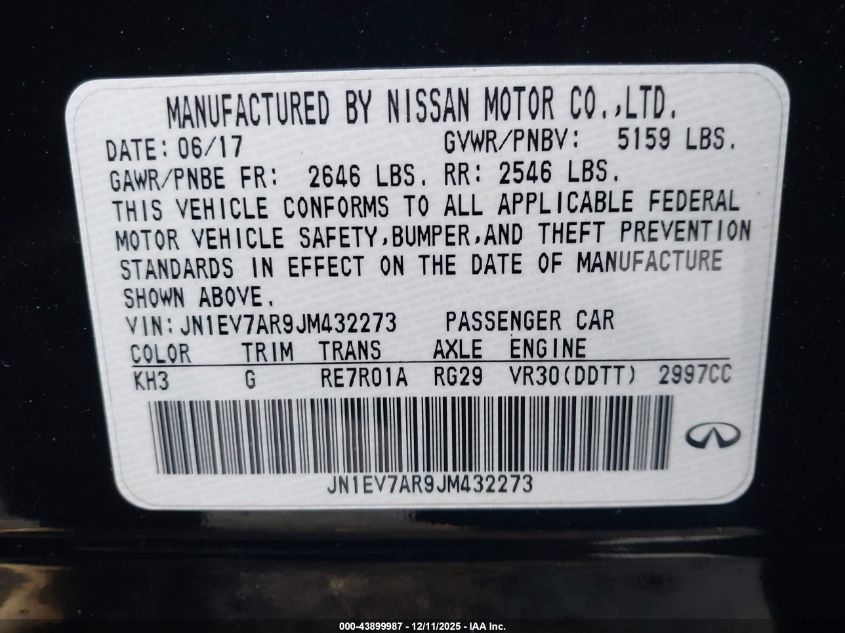 MANUFACTURED BY NISSAN MOTOR CO.,LTD.
DATE: 06/17 GVWR/PNBV: 5159 LBS.
GAWR/PNBE FR: 2646 LBS. RR: 2546 LBS.
THIS VEHICLE CONFORMS TO ALL APPLICABLE FEDERAL
MOTOR VEHICLE SAFETY,BUMPER,AND THEFT PREVENTION
STANDARDS IN EFFECT ON THE DATE OF MANUFACTURE
SHOWN ABOVE.
VIN:JN1EV7AR9JM432273 PASSENGER CAR
COLOR TRIM TRANS AXLE ENGINE
KH3 G RE7R01A RG29 VR30(DDTT) 2997CC
JN1EV7AR9JM432273
000-43899987 - 12/11/2025 - IAA Inc.